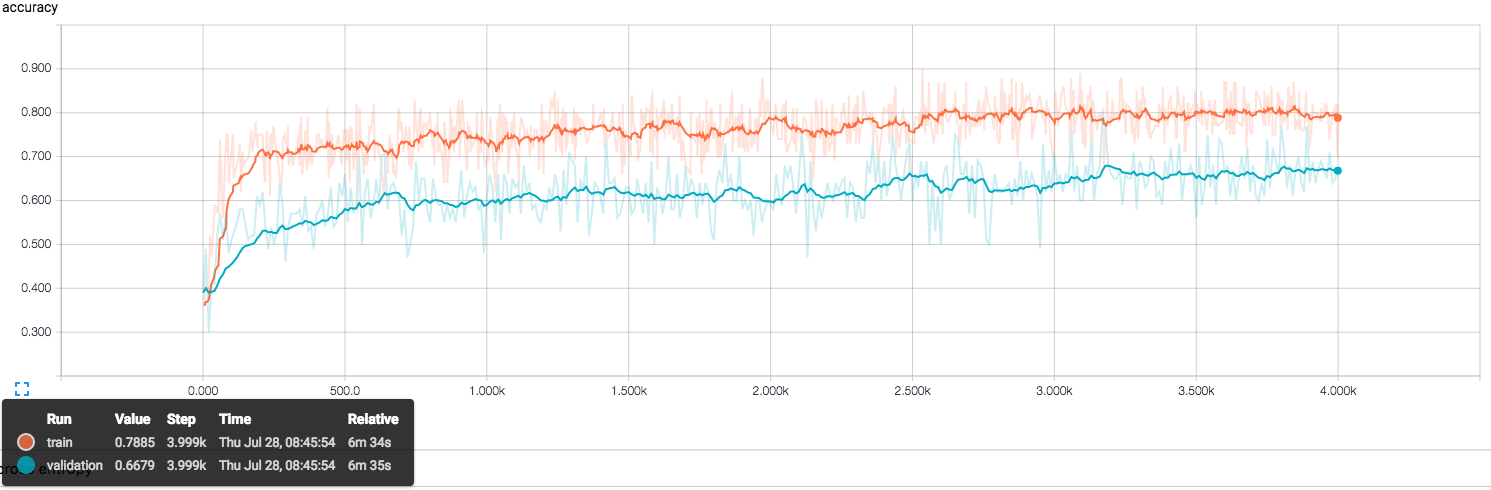 accuracy
0.900
0.800
0.700
0.600
0.500
0.400
0.300
0.000 500.0 1.000k 1.500k 2.000k 2.500k 3.000k 3.500k 4.000k
Run Value Step Time Relative
train 0.7885 3.999k Thu Jul 28, 08:45:54 6m 34s
validation 0.6679 3.999k Thu Jul 28, 08:45:54 6m 35s
cross entropy